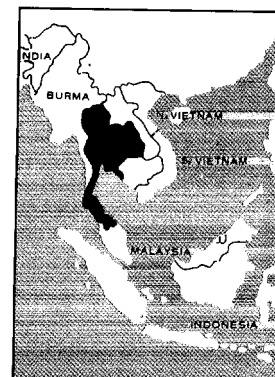 INDIA
BURMA
N. VIETNAM
S. VIETNAM
MALAYSIA
INDONESIA